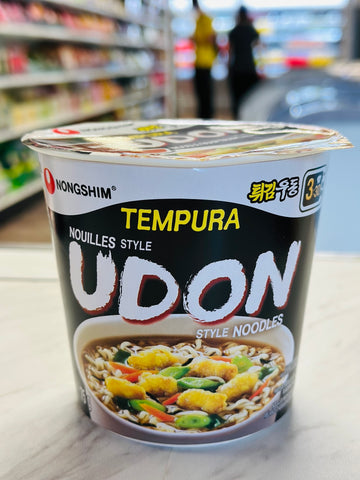 NONGSHIM®
튀김우동
TEMPURA
NOUILLES STYLE
UDON
STYLE NOODLES